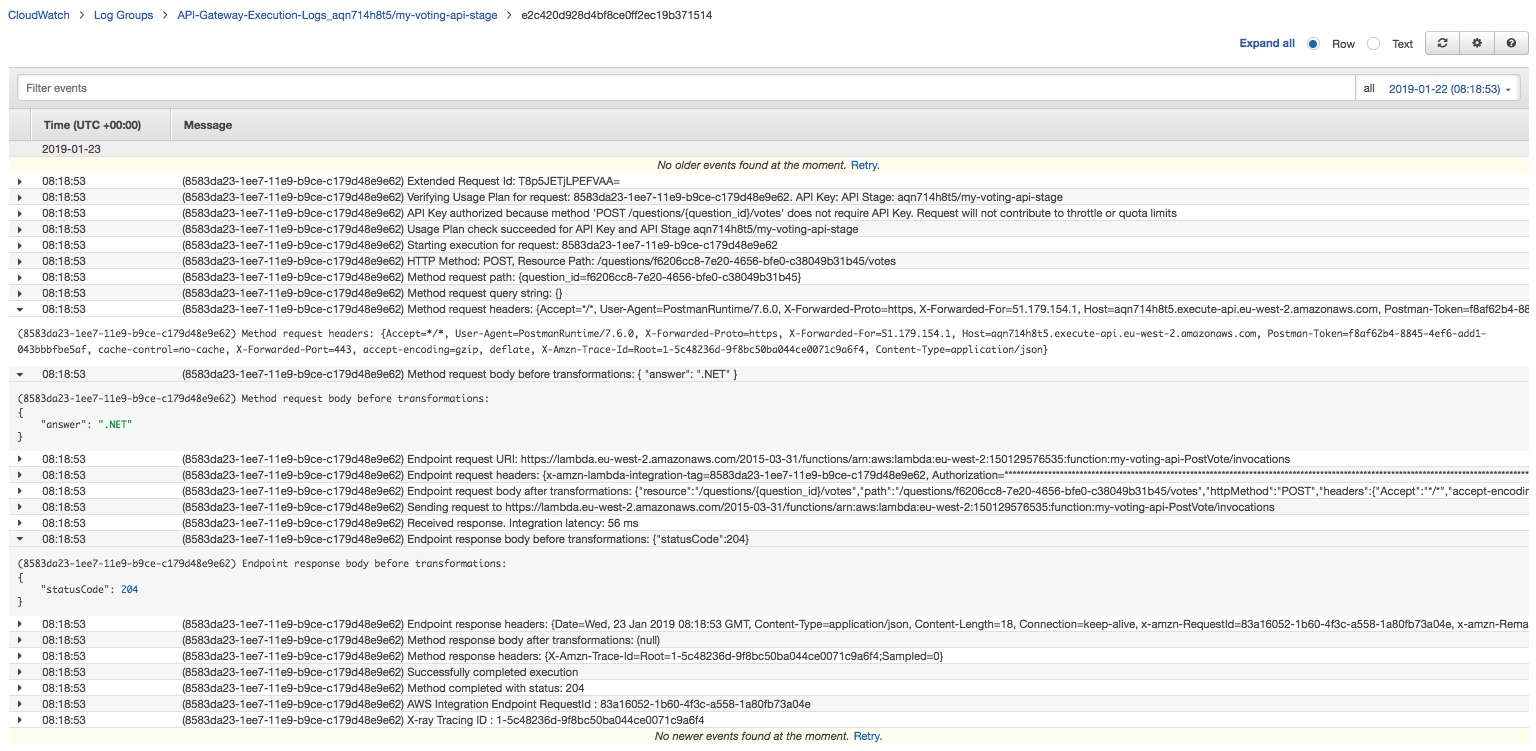 CloudWatch > Log Groups > API-Gateway-Execution-Logs_aqn714h8t5/my-voting-api-stage > e2c420d928d4bf8ce0ff2ec19b371514
Expand all Row Text
Filter events all 2019-01-22 (08:18:53)
Time (UTC +00:00) Message
2019-01-23
No older events found at the moment. Retry.
08:18:53 (8583da23-1ee7-11e9-b9ce-c179d48e9e62) Extended Request Id: T8p5JETjLPEFVAA=
08:18:53 (8583da23-1ee7-11e9-b9ce-c179d48e9e62) Verifying Usage Plan for request: 8583da23-1ee7-11e9-b9ce-c179d48e9e62. API Key: API Stage: aqn714h8t5/my-voting-api-stage
08:18:53 (8583da23-1ee7-11e9-b9ce-c179d48e9e62) API Key authorized because method 'POST /questions/{question_id}/votes' does not require API Key. Request will not contribute to throttle or quota limits
08:18:53 (8583da23-1ee7-11e9-b9ce-c179d48e9e62) Usage Plan check succeeded for API Key and API Stage aqn714h8t5/my-voting-api-stage
08:18:53 (8583da23-1ee7-11e9-b9ce-c179d48e9e62) Starting execution for request: 8583da23-1ee7-11e9-b9ce-c179d48e9e62
08:18:53 (8583da23-1ee7-11e9-b9ce-c179d48e9e62) HTTP Method: POST, Resource Path: /questions/f6206cc8-7e20-4656-bfe0-c38049b31b45/votes
08:18:53 (8583da23-1ee7-11e9-b9ce-c179d48e9e62) Method request path: {question_id=f6206cc8-7e20-4656-bfe0-c38049b31b45}
08:18:53 (8583da23-1ee7-11e9-b9ce-c179d48e9e62) Method request query string: {}
08:18:53 (8583da23-1ee7-11e9-b9ce-c179d48e9e62) Method request headers: {Accept=*/*, User-Agent=PostmanRuntime/7.6.0, X-Forwarded-Proto=https, X-Forwarded-For=51.179.154.1, Host=aqn714h8t5.execute-api.eu-west-2.amazonaws.com, Postman-Token=f8af62b4-88
(8583da23-1ee7-11e9-b9ce-c179d48e9e62) Method request headers: {Accept=*/*, User-Agent=PostmanRuntime/7.6.0, X-Forwarded-Proto=https, X-Forwarded-For=51.179.154.1, Host=aqn714h8t5.execute-api.eu-west-2.amazonaws.com, Postman-Token=f8af62b4-8845-4ef6-add1-
043bbbfbe5af, cache-control=no-cache, X-Forwarded-Port=443, accept-encoding=gzip, deflate, X-Amzn-Trace-Id=Root=1-5c48236d-9f8bc50ba044ce0071c9a6f4, Content-Type=application/json}
08:18:53 (8583da23-1ee7-11e9-b9ce-c179d48e9e62) Method request body before transformations: { "answer": ".NET" }
(8583da23-1ee7-11e9-b9ce-c179d48e9e62) Method request body before transformations:
{
"answer": ".NET"
}
08:18:53 (8583da23-1ee7-11e9-b9ce-c179d48e9e62) Endpoint request URI: https://lambda.eu-west-2.amazonaws.com/2015-03-31/functions/arn:aws:lambda:eu-west-2:150129576535:function:my-voting-api-PostVote/invocations
08:18:53 (8583da23-1ee7-11e9-b9ce-c179d48e9e62) Endpoint request headers: {x-amzn-lambda-integration-tag=8583da23-1ee7-11e9-b9ce-c179d48e9e62, Authorization=****************************************************************************************************************************************************************
08:18:53 (8583da23-1ee7-11e9-b9ce-c179d48e9e62) Endpoint request body after transformations: {"resource":"/questions/{question_id}/votes","path":"/questions/f6206cc8-7e20-4656-bfe0-c38049b31b45/votes","httpMethod":"POST","headers":{"Accept":"*/*","accept-encodin
08:18:53 (8583da23-1ee7-11e9-b9ce-c179d48e9e62) Sending request to https://lambda.eu-west-2.amazonaws.com/2015-03-31/functions/arn:aws:lambda:eu-west-2:150129576535:function:my-voting-api-PostVote/invocations
08:18:53 (8583da23-1ee7-11e9-b9ce-c179d48e9e62) Received response. Integration latency: 56 ms
08:18:53 (8583da23-1ee7-11e9-b9ce-c179d48e9e62) Endpoint response body before transformations: {"statusCode":204}
(8583da23-1ee7-11e9-b9ce-c179d48e9e62) Endpoint response body before transformations:
{
"statusCode": 204
}
08:18:53 (8583da23-1ee7-11e9-b9ce-c179d48e9e62) Endpoint response headers: {Date=Wed, 23 Jan 2019 08:18:53 GMT, Content-Type=application/json, Content-Length=18, Connection=keep-alive, x-amzn-RequestId=83a16052-1b60-4f3c-a558-1a80fb73a04e, x-amzn-Rema
08:18:53 (8583da23-1ee7-11e9-b9ce-c179d48e9e62) Method response body after transformations: (null)
08:18:53 (8583da23-1ee7-11e9-b9ce-c179d48e9e62) Method response headers: {X-Amzn-Trace-Id=Root=1-5c48236d-9f8bc50ba044ce0071c9a6f4;Sampled=0}
08:18:53 (8583da23-1ee7-11e9-b9ce-c179d48e9e62) Successfully completed execution
08:18:53 (8583da23-1ee7-11e9-b9ce-c179d48e9e62) Method completed with status: 204
08:18:53 (8583da23-1ee7-11e9-b9ce-c179d48e9e62) AWS Integration Endpoint RequestId : 83a16052-1b60-4f3c-a558-1a80fb73a04e
08:18:53 (8583da23-1ee7-11e9-b9ce-c179d48e9e62) X-ray Tracing ID : 1-5c48236d-9f8bc50ba044ce0071c9a6f4
No newer events found at the moment. Retry.